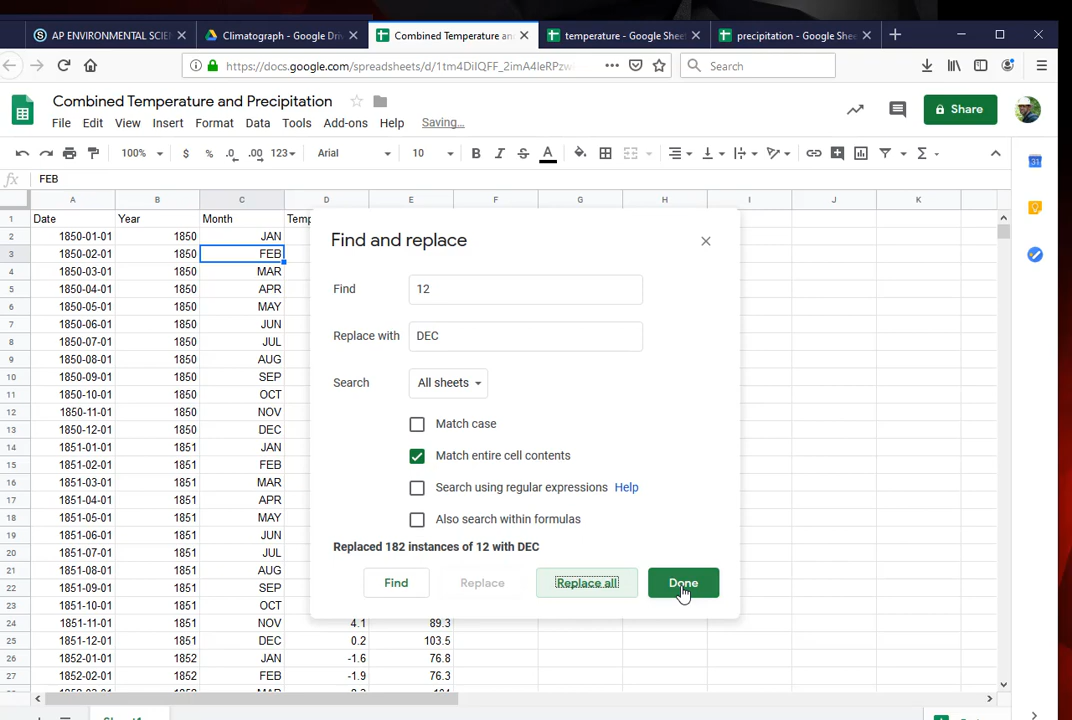 AP ENVIRONMENTAL SCIE
Climatograph - Google Driv
Combined Temperature an
temperature - Google Sheet
precipitation - Google Shee
https://docs.google.com/spreadsheets/d/1tm4DiIQFF_2imA4leRPzw
Search
Combined Temperature and Precipitation
Share
File Edit View Insert Format Data Tools Add-ons Help Saving...
100% $ % .0 .00 123 Arial 10 B I S A
fx FEB
A B C D E F G H I J K
1 Date Year Month Temp
2 1850-01-01 1850 JAN
3 1850-02-01 1850 FEB
4 1850-03-01 1850 MAR
5 1850-04-01 1850 APR
6 1850-05-01 1850 MAY
7 1850-06-01 1850 JUN
8 1850-07-01 1850 JUL
9 1850-08-01 1850 AUG
10 1850-09-01 1850 SEP
11 1850-10-01 1850 OCT
12 1850-11-01 1850 NOV
13 1850-12-01 1850 DEC
14 1851-01-01 1851 JAN
15 1851-02-01 1851 FEB
16 1851-03-01 1851 MAR
17 1851-04-01 1851 APR
18 1851-05-01 1851 MAY
19 1851-06-01 1851 JUN
20 1851-07-01 1851 JUL
21 1851-08-01 1851 AUG
22 1851-09-01 1851 SEP
23 1851-10-01 1851 OCT
24 1851-11-01 1851 NOV 4.1 89.3
25 1851-12-01 1851 DEC 0.2 103.5
26 1852-01-01 1852 JAN -1.6 76.8
27 1852-02-01 1852 FEB -1.9 76.3
Find and replace
Find 12
Replace with DEC
Search All sheets
Match case
Match entire cell contents
Search using regular expressions Help
Also search within formulas
Replaced 182 instances of 12 with DEC
Find Replace Replace all Done
31